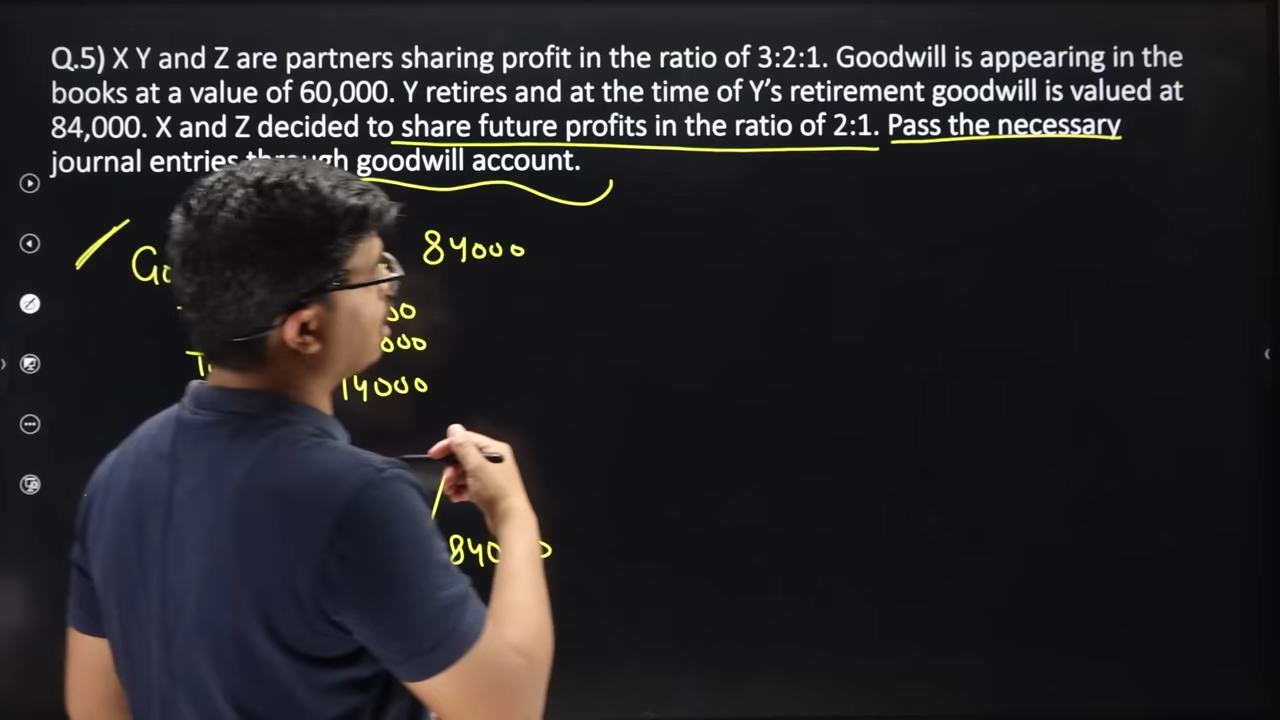 Q.5) X Y and Z are partners sharing profit in the ratio of 3:2:1. Goodwill is appearing in the
books at a value of 60,000. Y retires and at the time of Y's retirement goodwill is valued at
84,000. X and Z decided to share future profits in the ratio of 2:1. Pass the necessary
journal entries through goodwill account.
84000
14000